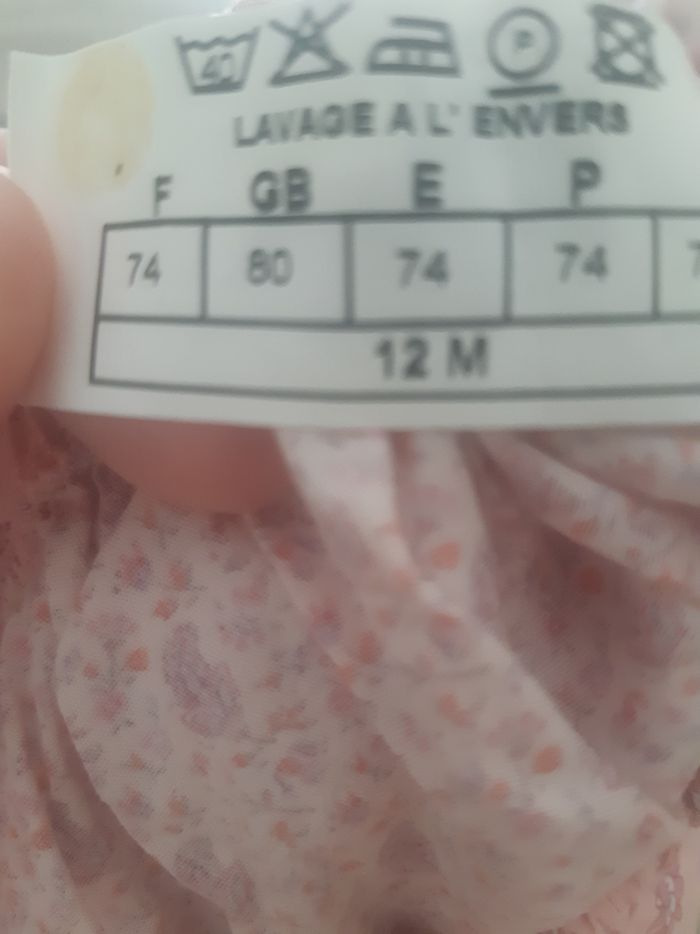 40 P
LAVAGE A L' ENVERS
F GB E P
74 80 74 74
12 M